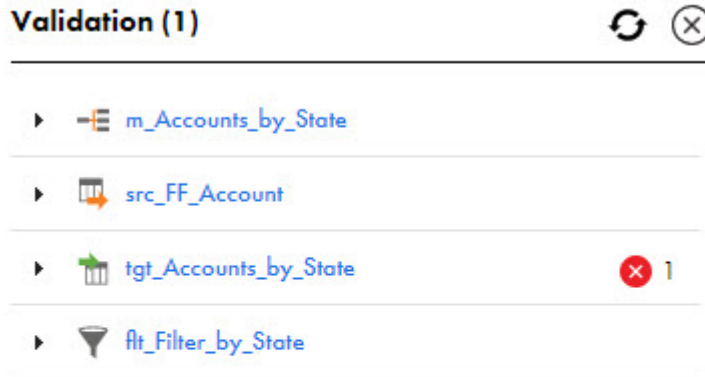 Validation (1)
m_Accounts_by_State
src_FF_Account
tgt_Accounts_by_State 1
flt_Filter_by_State